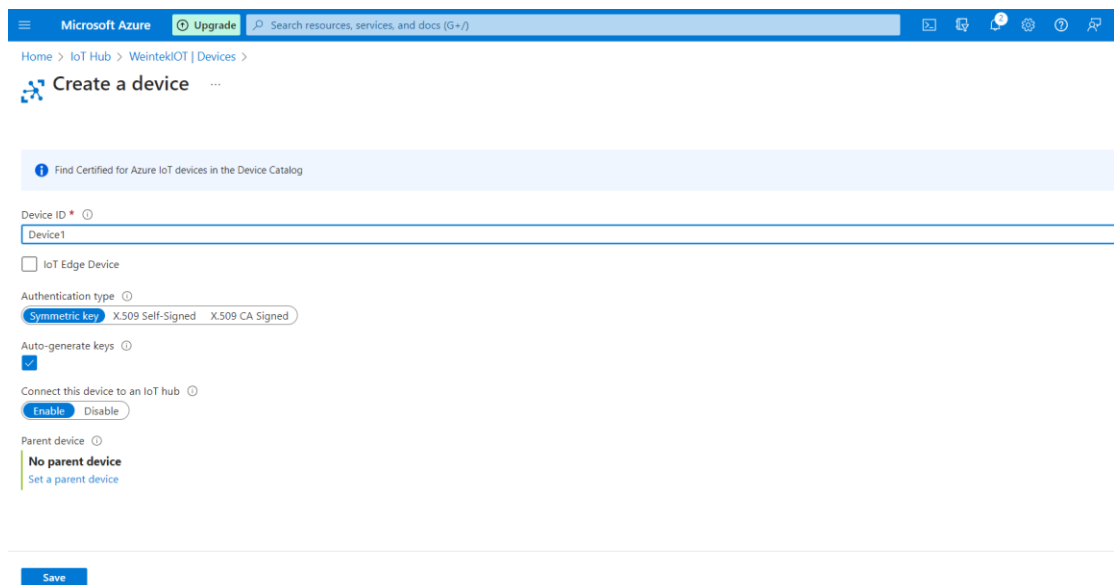 Microsoft Azure Upgrade Search resources, services, and docs (G+/) 2
Home > IoT Hub > WeintekIOT | Devices >
Create a device ...
Find Certified for Azure IoT devices in the Device Catalog
Device ID *
Device1
IoT Edge Device
Authentication type
Symmetric key X.509 Self-Signed X.509 CA Signed
Auto-generate keys
Connect this device to an IoT hub
Enable Disable
Parent device
No parent device
Set a parent device
Save